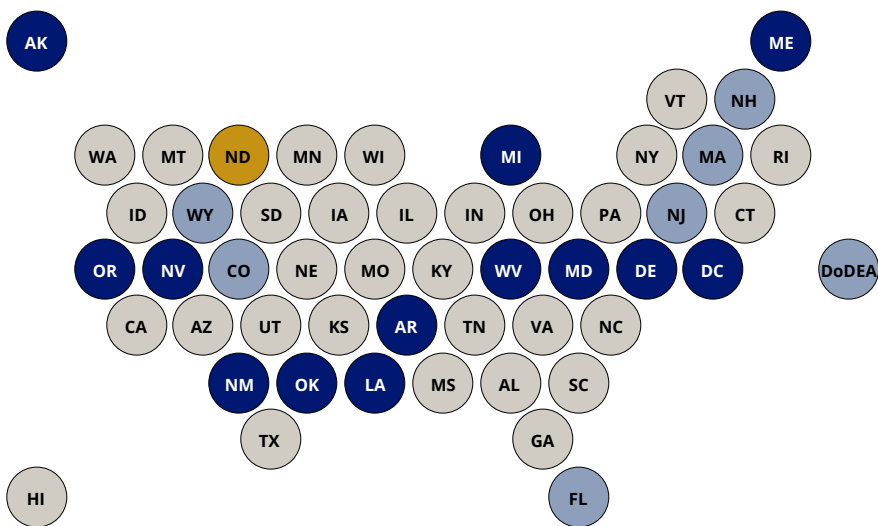 AK ME
VT NH
WA MT ND MN WI MI NY MA RI
ID WY SD IA IL IN OH PA NJ CT
OR NV CO NE MO KY WV MD DE DC DoDEA
CA AZ UT KS AR TN VA NC
NM OK LA MS AL SC
TX GA
HI FL